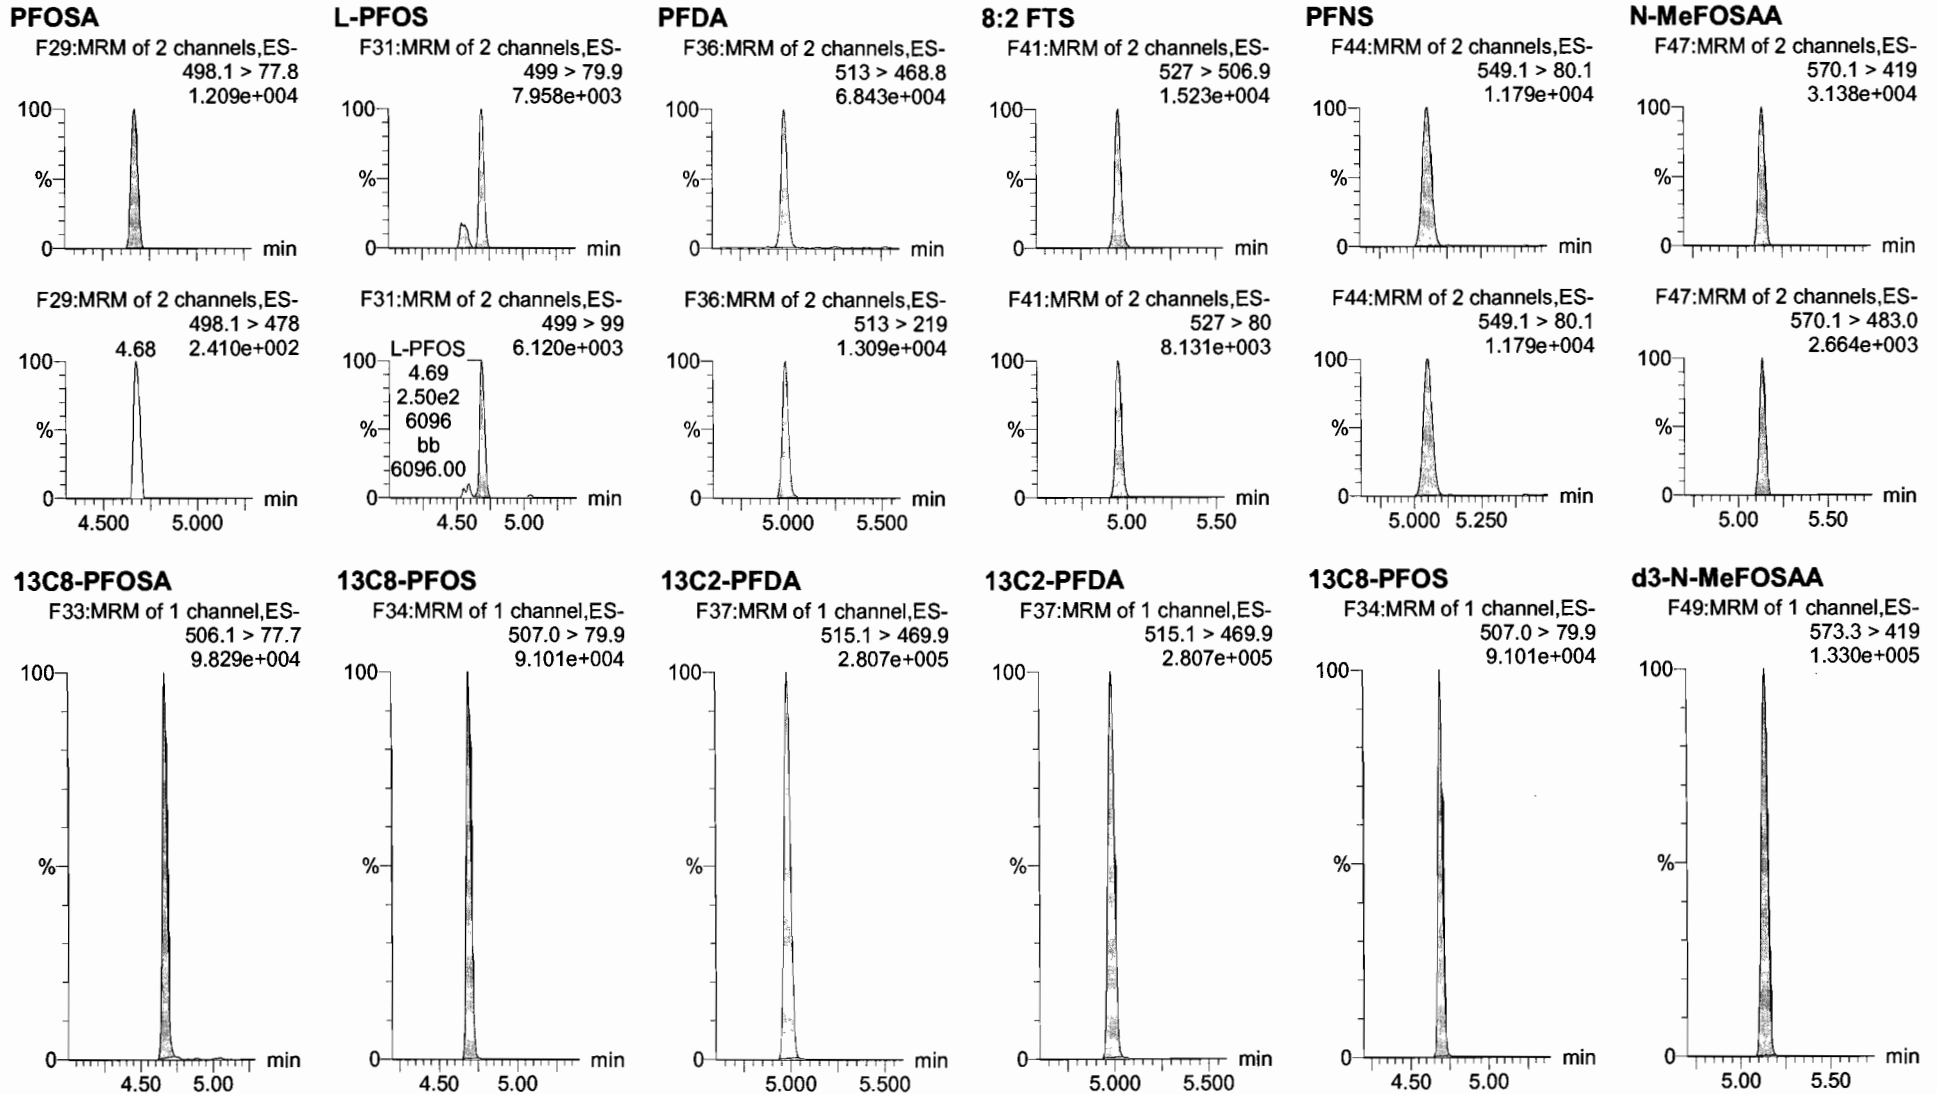 PFOSA
F29:MRM of 2 channels,ES-
498.1 > 77.8
1.209e+004
100
%
0
min
F29:MRM of 2 channels,ES-
498.1 > 478
4.68 2.410e+002
100
%
0
min
4.500 5.000
L-PFOS
F31:MRM of 2 channels,ES-
499 > 79.9
7.958e+003
100
%
0
min
F31:MRM of 2 channels,ES-
499 > 99
L-PFOS 6.120e+003
100
4.69
2.50e2
6096
%
bb
6096.00
0
min
4.50 5.00
PFDA
F36:MRM of 2 channels,ES-
513 > 468.8
6.843e+004
100
%
0
min
F36:MRM of 2 channels,ES-
513 > 219
1.309e+004
100
%
0
min
5.000 5.500
8:2 FTS
F41:MRM of 2 channels,ES-
527 > 506.9
1.523e+004
100
%
0
min
F41:MRM of 2 channels,ES-
527 > 80
8.131e+003
100
%
0
min
5.00 5.50
PFNS
F44:MRM of 2 channels,ES-
549.1 > 80.1
1.179e+004
100
%
0
min
F44:MRM of 2 channels,ES-
549.1 > 80.1
1.179e+004
100
%
0
min
5.000 5.250
N-MeFOSAA
F47:MRM of 2 channels,ES-
570.1 > 419
3.138e+004
100
%
0
min
F47:MRM of 2 channels,ES-
570.1 > 483.0
2.664e+003
100
%
0
min
5.00 5.50
13C8-PFOSA
F33:MRM of 1 channel,ES-
506.1 > 77.7
9.829e+004
100
%
0
min
4.50 5.00
13C8-PFOS
F34:MRM of 1 channel,ES-
507.0 > 79.9
9.101e+004
100
%
0
min
4.50 5.00
13C2-PFDA
F37:MRM of 1 channel,ES-
515.1 > 469.9
2.807e+005
100
%
0
min
5.000 5.500
13C2-PFDA
F37:MRM of 1 channel,ES-
515.1 > 469.9
2.807e+005
100
%
0
min
5.000 5.500
13C8-PFOS
F34:MRM of 1 channel,ES-
507.0 > 79.9
9.101e+004
100
%
0
min
4.50 5.00
d3-N-MeFOSAA
F49:MRM of 1 channel,ES-
573.3 > 419
1.330e+005
100
%
0
min
5.00 5.50